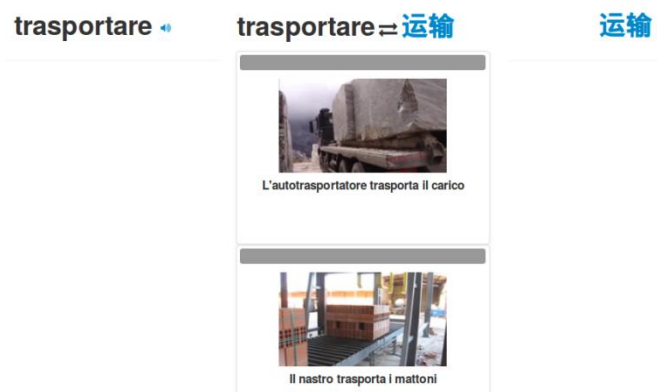 trasportare
trasportare⇄运输
运输
L'autotrasportatore trasporta il carico
Il nastro trasporta i mattoni